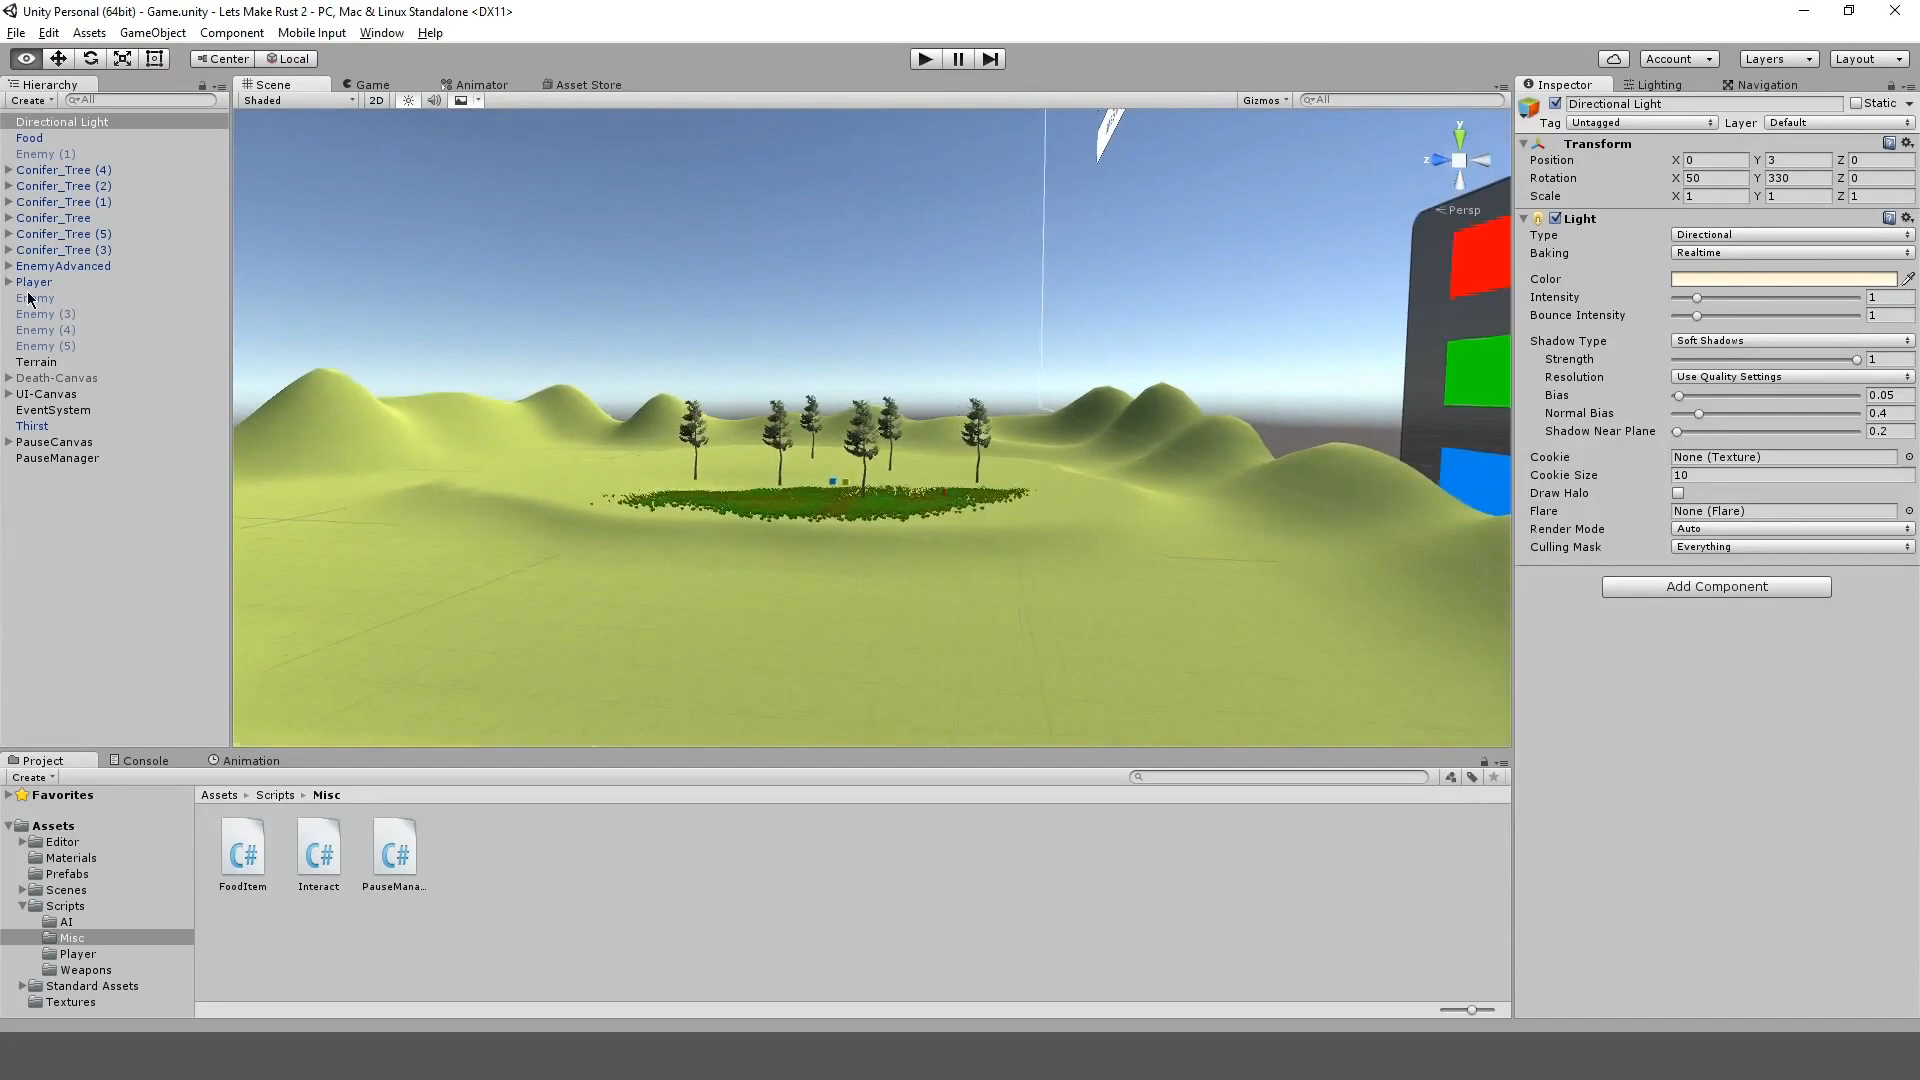 Unity Personal (64bit) - Game.unity - Lets Make Rust 2 - PC, Mac & Linux Standalone <DX11>
File Edit Assets GameObject Component Mobile Input Window Help
Center Local Account Layers Layout
Hierarchy
Create All
Directional Light
Food
Enemy (1)
Conifer_Tree (4)
Conifer_Tree (2)
Conifer_Tree (1)
Conifer_Tree
Conifer_Tree (5)
Conifer_Tree (3)
EnemyAdvanced
Player
Enemy
Enemy (3)
Enemy (4)
Enemy (5)
Terrain
Death-Canvas
UI-Canvas
EventSystem
Thirst
PauseCanvas
PauseManager
Scene Game Animator Asset Store
Shaded 2D Gizmos All
y
z
Persp
Inspector Lighting Navigation
Directional Light Static
Tag Untagged Layer Default
Transform
Position X 0 Y 3 Z 0
Rotation X 50 Y 330 Z 0
Scale X 1 Y 1 Z 1
Light
Type Directional
Baking Realtime
Color
Intensity 1
Bounce Intensity 1
Shadow Type Soft Shadows
Strength 1
Resolution Use Quality Settings
Bias 0.05
Normal Bias 0.4
Shadow Near Plane 0.2
Cookie None (Texture)
Cookie Size 10
Draw Halo
Flare None (Flare)
Render Mode Auto
Culling Mask Everything
Add Component
Project Console Animation
Create
Favorites
Assets
Editor
Materials
Prefabs
Scenes
Scripts
AI
Misc
Player
Weapons
Standard Assets
Textures
Assets Scripts Misc
C# C# C#
FoodItem Interact PauseMana...